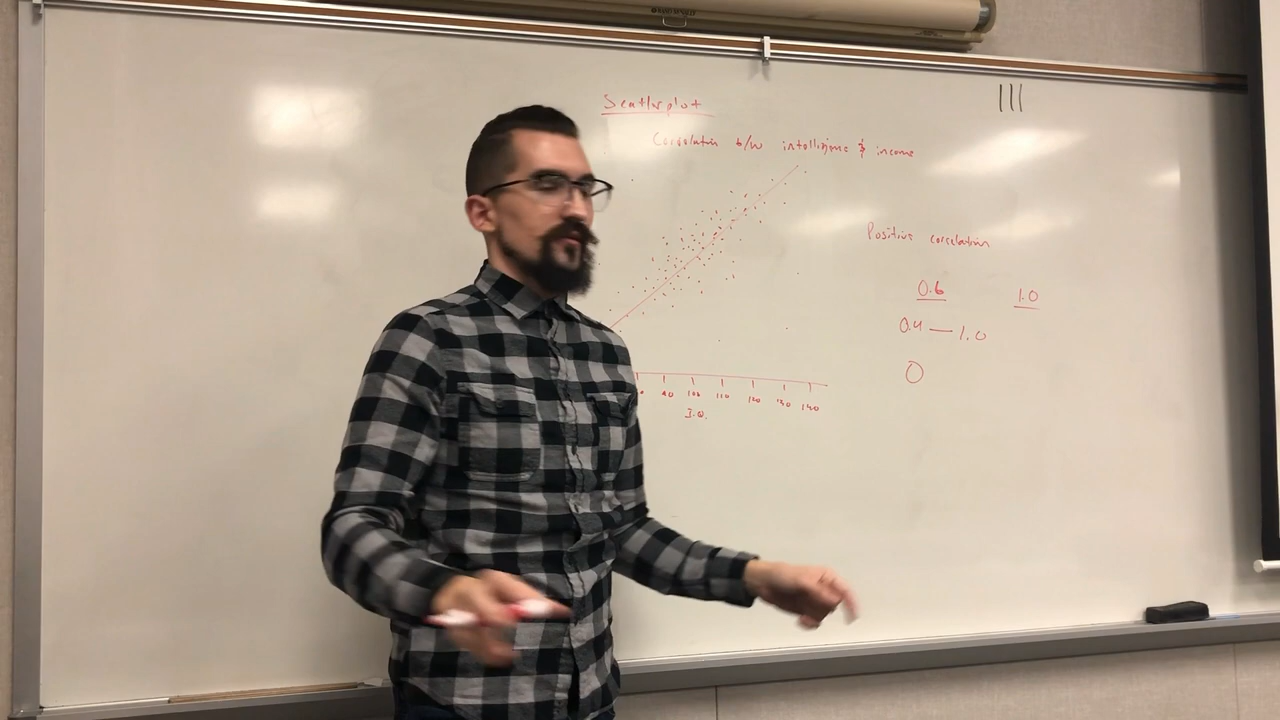 Scatterplot
Correlation b/w intelligence & income
Positive correlation
0.6 1.0
0.4 — 1.0
0
90 100 110 120 130 140
I.Q.